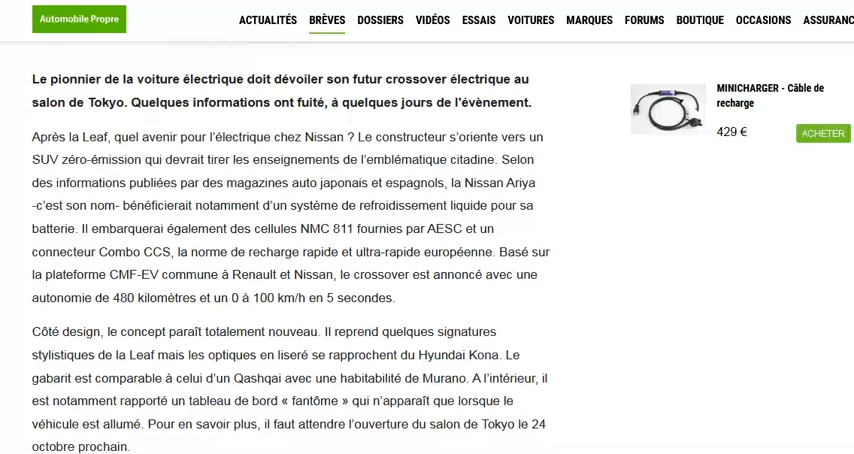 Automobile Propre
ACTUALITÉS BRÈVES DOSSIERS VIDÉOS ESSAIS VOITURES MARQUES FORUMS BOUTIQUE OCCASIONS ASSURANC
Le pionnier de la voiture électrique doit dévoiler son futur crossover électrique au
salon de Tokyo. Quelques informations ont fuité, à quelques jours de l'évènement.
Après la Leaf, quel avenir pour l’électrique chez Nissan ? Le constructeur s’oriente vers un
SUV zéro-émission qui devrait tirer les enseignements de l’emblématique citadine. Selon
des informations publiées par des magazines auto japonais et espagnols, la Nissan Ariya
-c’est son nom- bénéficierait notamment d’un système de refroidissement liquide pour sa
batterie. Il embarquerai également des cellules NMC 811 fournies par AESC et un
connecteur Combo CCS, la norme de recharge rapide et ultra-rapide européenne. Basé sur
la plateforme CMF-EV commune à Renault et Nissan, le crossover est annoncé avec une
autonomie de 480 kilomètres et un 0 à 100 km/h en 5 secondes.
Côté design, le concept paraît totalement nouveau. Il reprend quelques signatures
stylistiques de la Leaf mais les optiques en liseré se rapprochent du Hyundai Kona. Le
gabarit est comparable à celui d’un Qashqai avec une habitabilité de Murano. A l’intérieur, il
est notamment rapporté un tableau de bord « fantôme » qui n’apparaît que lorsque le
véhicule est allumé. Pour en savoir plus, il faut attendre l’ouverture du salon de Tokyo le 24
octobre prochain.
MINICHARGER - Câble de
recharge
429 €
ACHETER